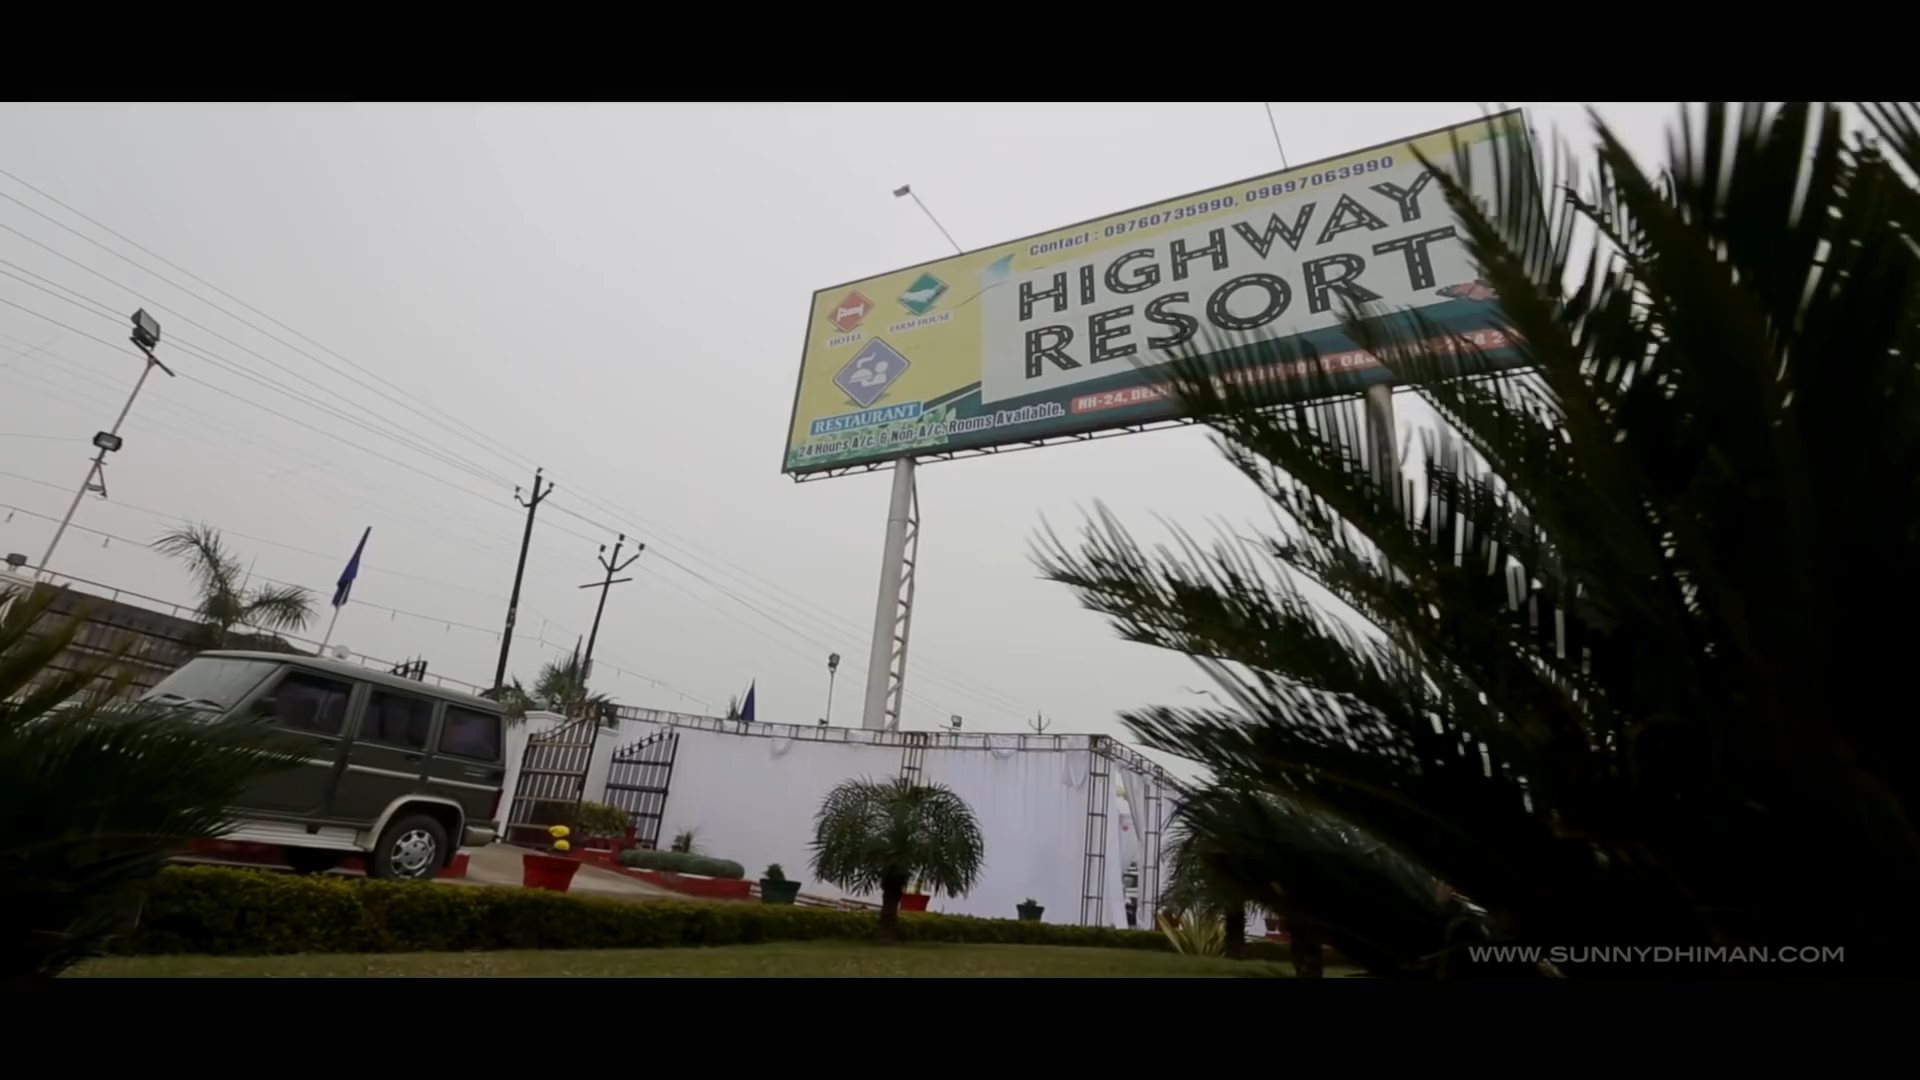 Contact : 09760735990, 09897063990
HIGHWAY
RESORT
HOTEL
FARM HOUSE
RESTAURANT
24 Hours A/c. & Non-A/c. Rooms Available.
NH-24,
WWW.SUNNYDHIMAN.COM